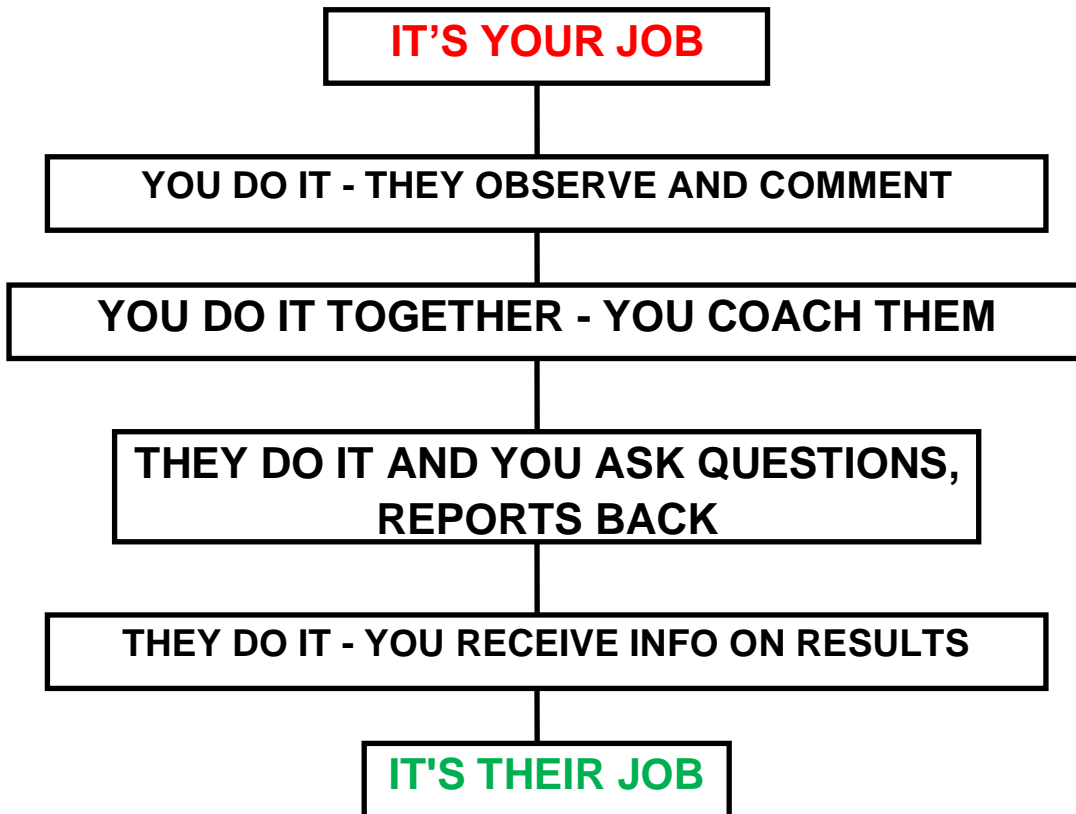 IT’S YOUR JOB
YOU DO IT - THEY OBSERVE AND COMMENT
YOU DO IT TOGETHER - YOU COACH THEM
THEY DO IT AND YOU ASK QUESTIONS,
REPORTS BACK
THEY DO IT - YOU RECEIVE INFO ON RESULTS
IT'S THEIR JOB